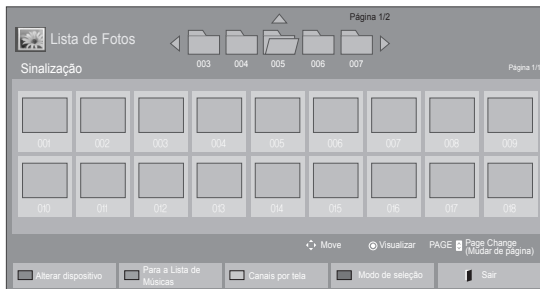 Página 1/2
Lista de Fotos
003 004 005 006 007
Sinalização
Página 1/1
001 002 003 004 005 006 007 008 009
010 011 012 013 014 015 016 017 018
Move Visualizar PAGE Page Change
(Mudar de página)
Alterar dispositivo
Para a Lista de
Músicas
Canais por tela
Modo de seleção
Sair